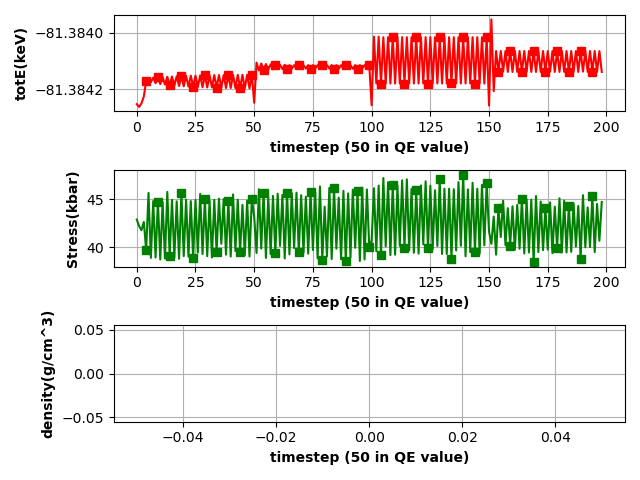 totE(keV)
−81.3840
−81.3842
0 25 50 75 100 125 150 175 200
timestep (50 in QE value)
Stress(kbar)
45
40
0 25 50 75 100 125 150 175 200
timestep (50 in QE value)
density(g/cm^3)
0.05
0.00
−0.05
−0.04 −0.02 0.00 0.02 0.04
timestep (50 in QE value)